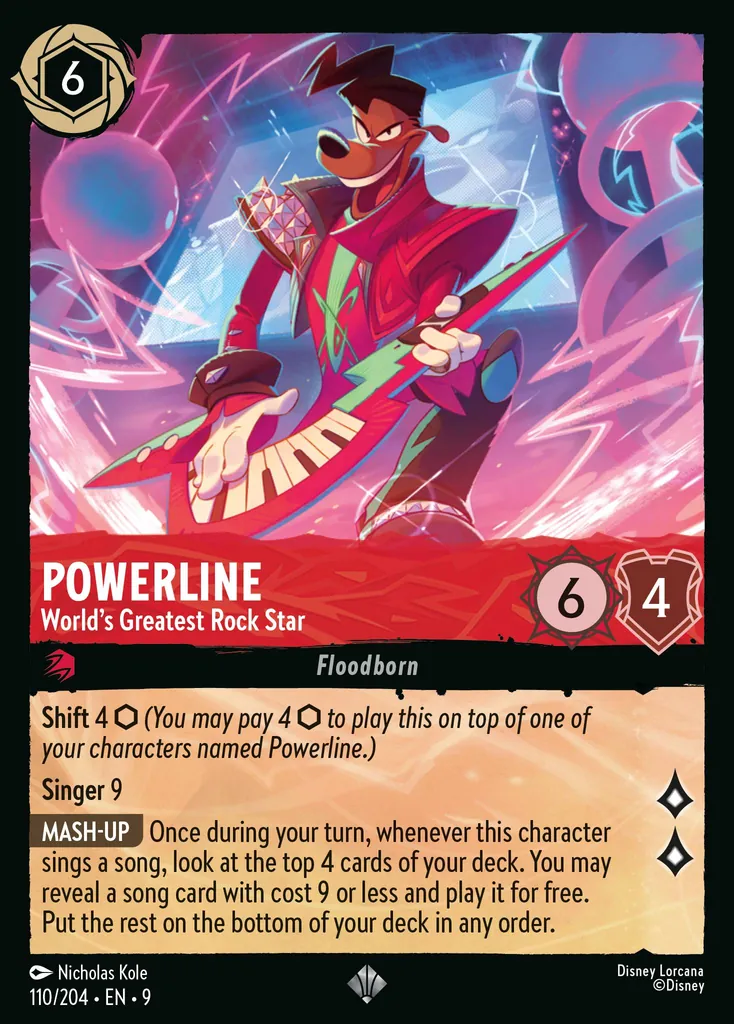 6
POWERLINE
World's Greatest Rock Star
6
4
Floodborn
Shift 4 ⬡ (You may pay 4 ⬡ to play this on top of one of
your characters named Powerline.)
Singer 9
MASH-UP Once during your turn, whenever this character
sings a song, look at the top 4 cards of your deck. You may
reveal a song card with cost 9 or less and play it for free.
Put the rest on the bottom of your deck in any order.
Nicholas Kole
110/204 • EN • 9
Disney Lorcana
©Disney